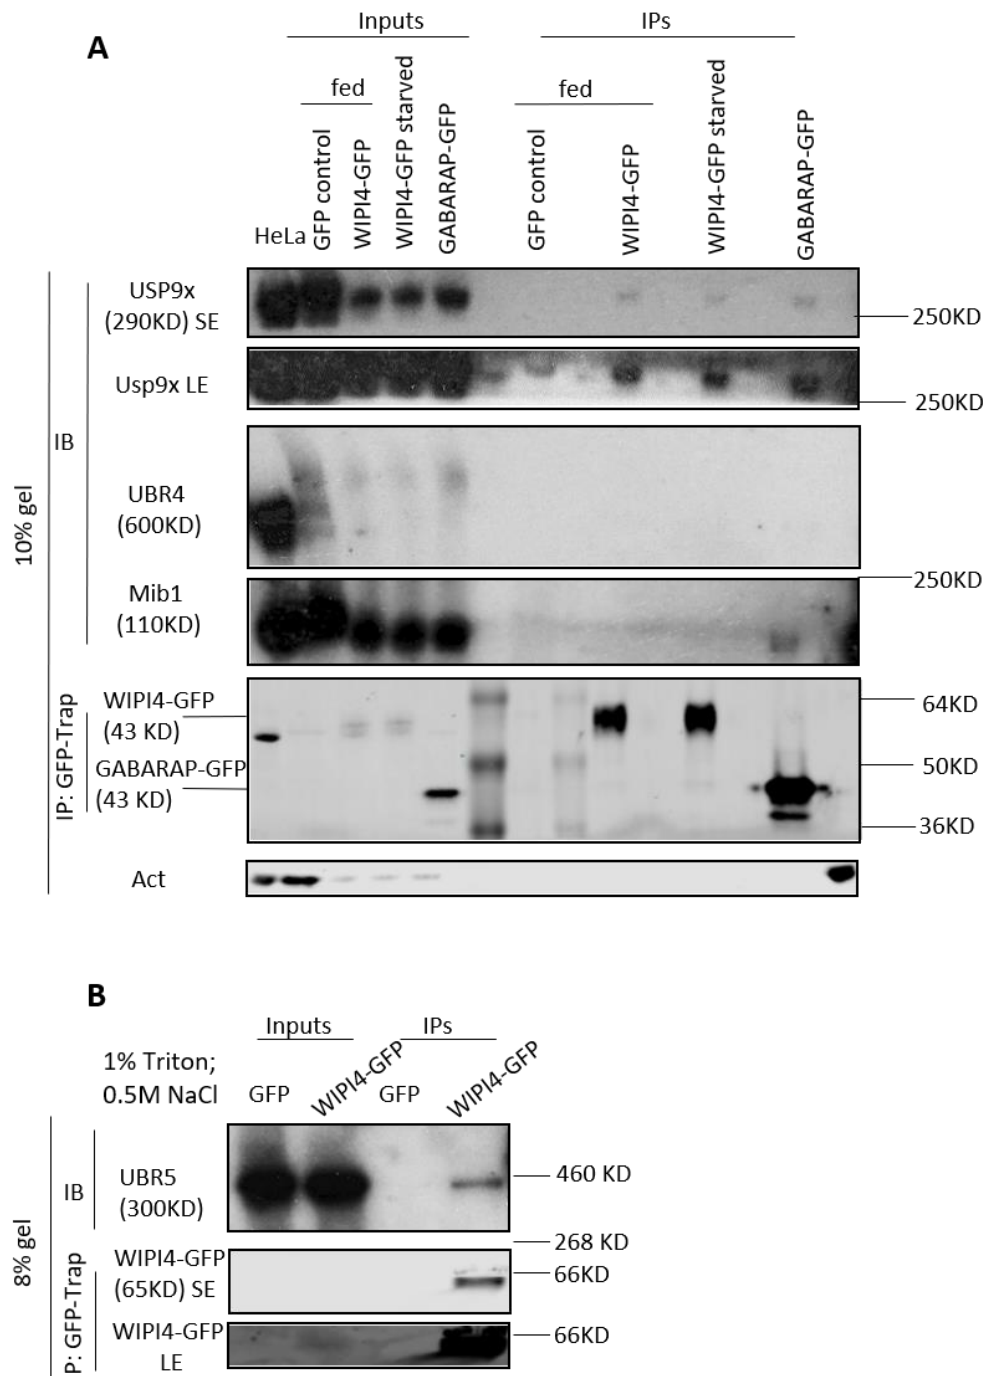 A
Inputs
IPs
fed
fed
HeLa
GFP control
WIPI4-GFP
WIPI4-GFP starved
GABARAP-GFP
GFP control
WIPI4-GFP
WIPI4-GFP starved
GABARAP-GFP
10% gel
IB
USP9x
(290KD) SE
250KD
Usp9x LE
250KD
UBR4
(600KD)
250KD
Mib1
(110KD)
IP: GFP-Trap
WIPI4-GFP
(43 KD)
64KD
GABARAP-GFP
(43 KD)
50KD
36KD
Act
B
Inputs
IPs
1% Triton;
0.5M NaCl
GFP
WIPI4-GFP
GFP
WIPI4-GFP
8% gel
IB
UBR5
(300KD)
460 KD
268 KD
P: GFP-Trap
WIPI4-GFP
(65KD) SE
66KD
WIPI4-GFP
LE
66KD